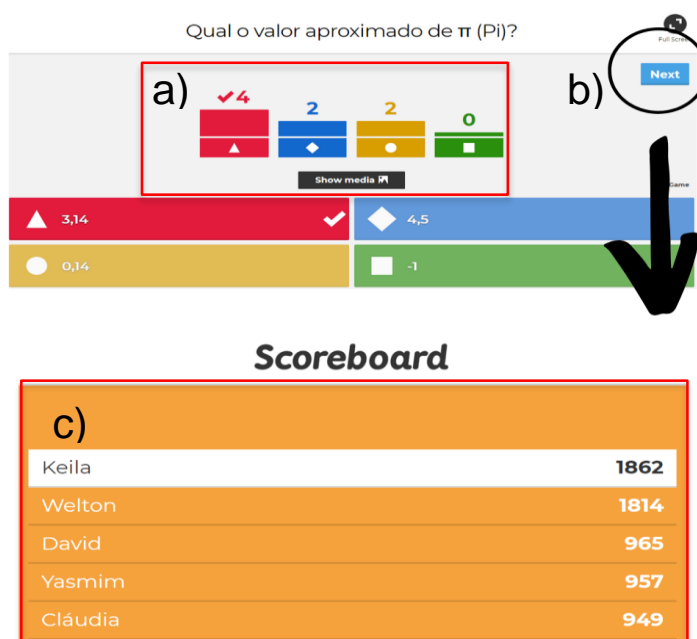 Qual o valor aproximado de π (Pi)?
Full Scree
a)
✔4
2
2
0
b)
Next
Show media
Game
3,14
4,5
0,14
-1
Scoreboard
c)
Keila 1862
Welton 1814
David 965
Yasmim 957
Cláudia 949